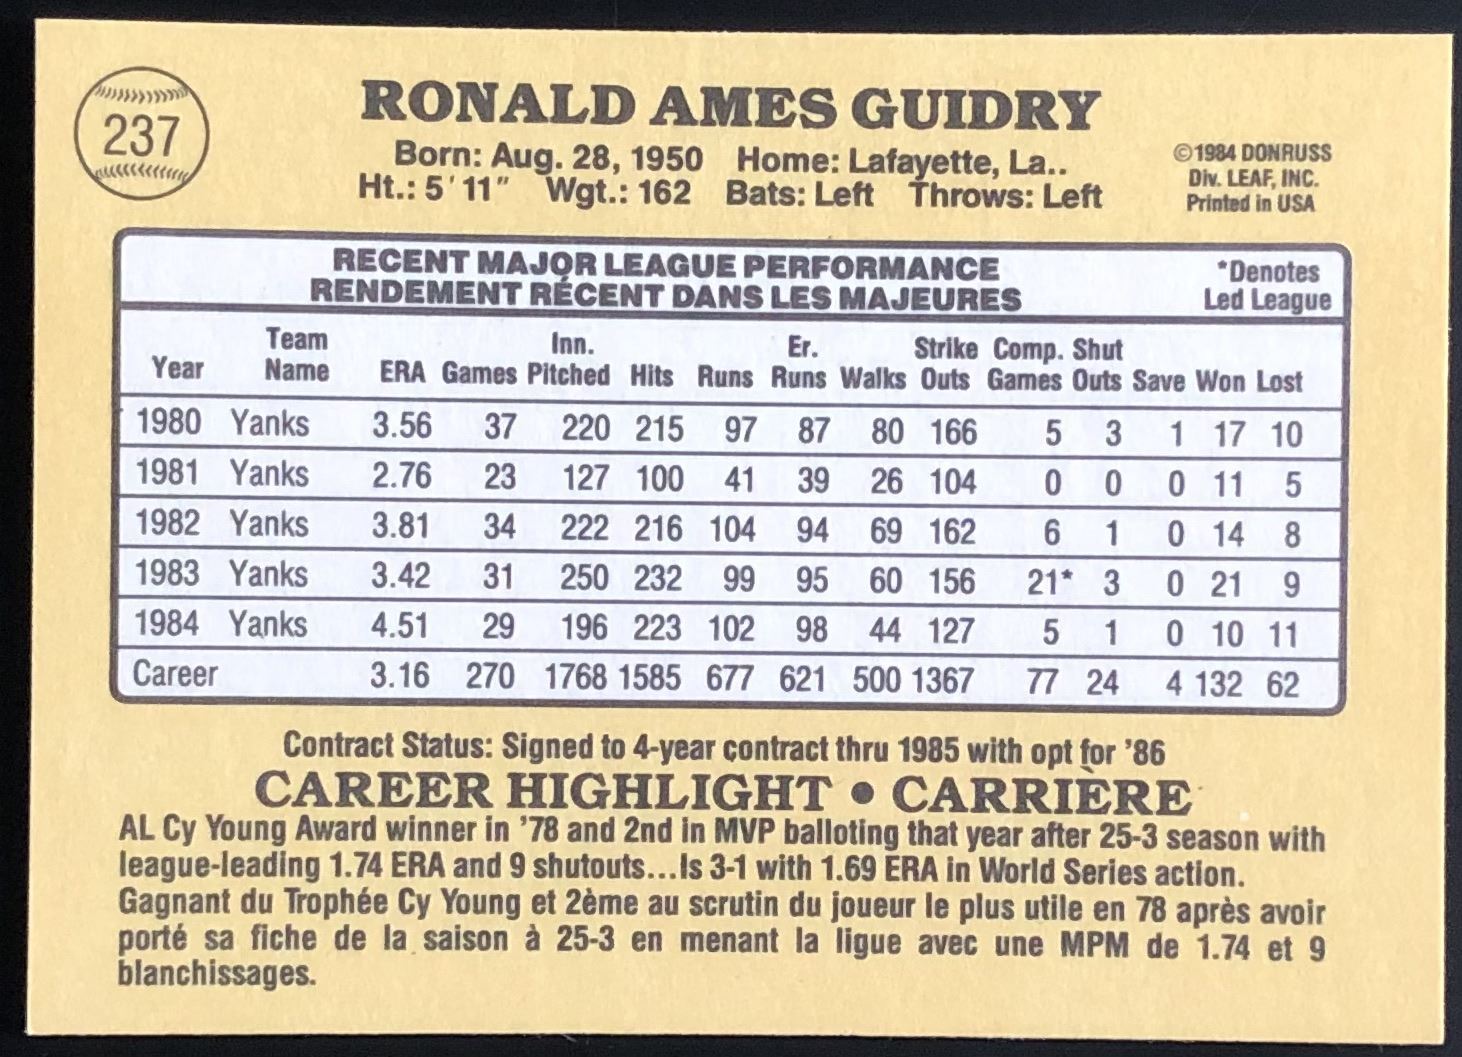 237
RONALD AMES GUIDRY
Born: Aug. 28, 1950 Home: Lafayette, La..
Ht.: 5'11" Wgt.: 162 Bats: Left Throws: Left
©1984 DONRUSS
Div. LEAF, INC.
Printed in USA
RECENT MAJOR LEAGUE PERFORMANCE
RENDEMENT RÉCENT DANS LES MAJEURES
*Denotes
Led League
Year Team Name ERA Games Inn. Pitched Hits Runs Er. Runs Walks Strike Outs Comp. Games Shut Outs Save Won Lost
1980 Yanks 3.56 37 220 215 97 87 80 166 5 3 1 17 10
1981 Yanks 2.76 23 127 100 41 39 26 104 0 0 0 11 5
1982 Yanks 3.81 34 222 216 104 94 69 162 6 1 0 14 8
1983 Yanks 3.42 31 250 232 99 95 60 156 21* 3 0 21 9
1984 Yanks 4.51 29 196 223 102 98 44 127 5 1 0 10 11
Career 3.16 270 1768 1585 677 621 500 1367 77 24 4 132 62
Contract Status: Signed to 4-year contract thru 1985 with opt for '86
CAREER HIGHLIGHT • CARRIÈRE
AL Cy Young Award winner in '78 and 2nd in MVP balloting that year after 25-3 season with
league-leading 1.74 ERA and 9 shutouts...Is 3-1 with 1.69 ERA in World Series action.
Gagnant du Trophée Cy Young et 2ème au scrutin du joueur le plus utile en 78 après avoir
porté sa fiche de la saison à 25-3 en menant la ligue avec une MPM de 1.74 et 9
blanchissages.